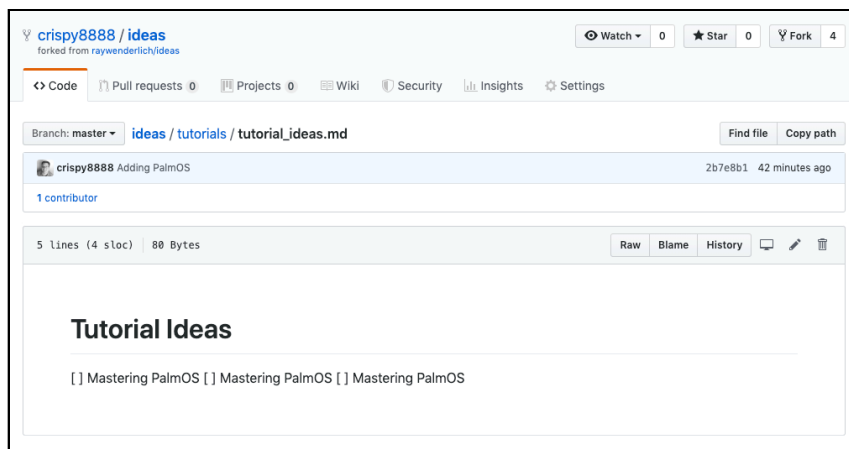 crispy8888 / ideas
forked from raywenderlich/ideas
Watch 0 Star 0 Fork 4
Code Pull requests 0 Projects 0 Wiki Security Insights Settings
Branch: master ideas / tutorials / tutorial_ideas.md Find file Copy path
crispy8888 Adding PalmOS 2b7e8b1 42 minutes ago
1 contributor
5 lines (4 sloc) 80 Bytes Raw Blame History
Tutorial Ideas
[ ] Mastering PalmOS [ ] Mastering PalmOS [ ] Mastering PalmOS